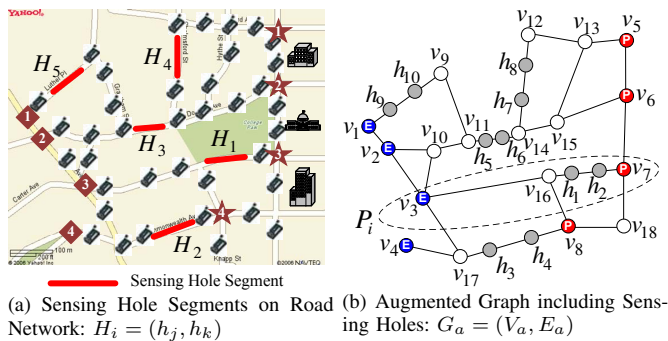 YAHOO!
1
H5
H4
2
H3
H1
1
2
3
3
Carter Ave
H2
4
4
100 m
200 ft
Knapp St
© 2006 Yahoo! Inc
©2006 NAVTEQ
Sensing Hole Segment
(a) Sensing Hole Segments on Road
Network: Hi = (hj, hk)
v12
v13
v5
P
v9
h10
h8
v6
P
h9
v1
E
h7
v2
E
v10
v11
h5
h6
v14
v15
v7
P
v16
h1
h2
v3
E
Pi
v8
P
v18
v4
E
v17
h3
h4
(b) Augmented Graph including Sens-
ing Holes: Ga = (Va, Ea)